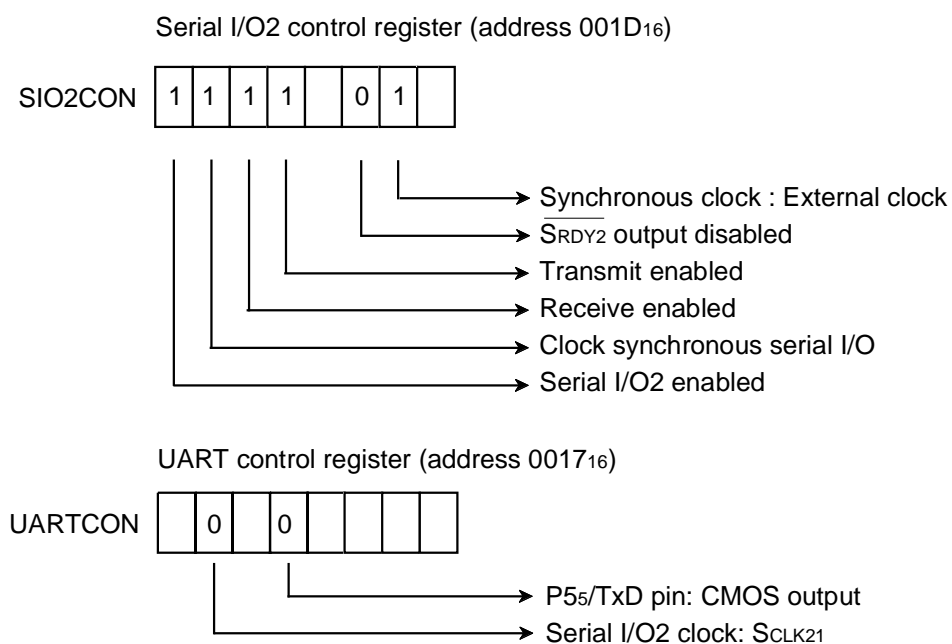 Serial I/O2 control register (address 001D16)
SIO2CON 1 1 1 1 0 1
Synchronous clock : External clock
SRDY2 output disabled
Transmit enabled
Receive enabled
Clock synchronous serial I/O
Serial I/O2 enabled
UART control register (address 001716)
UARTCON 0 0
P55/TxD pin: CMOS output
Serial I/O2 clock: SCLK21